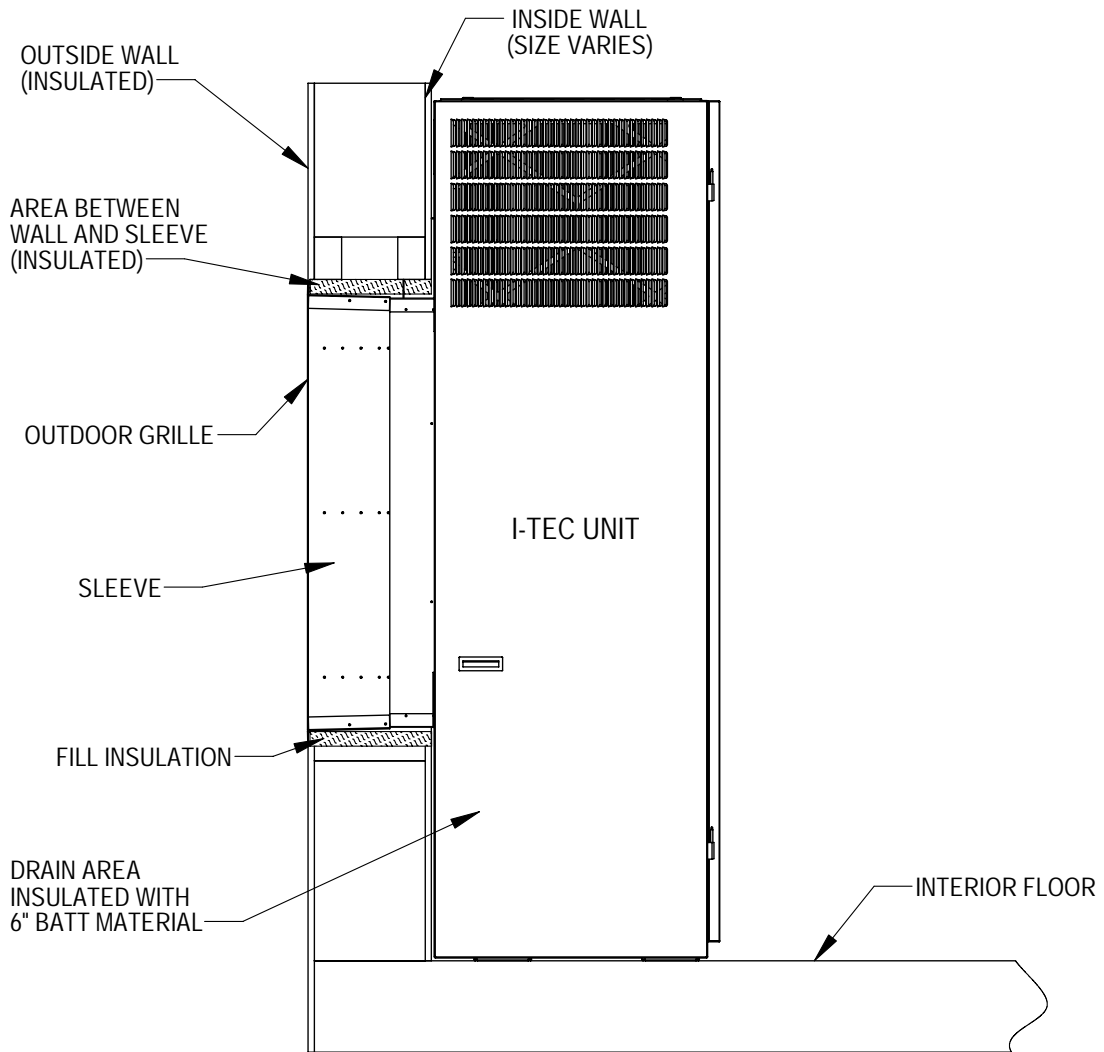 INSIDE WALL
(SIZE VARIES)
OUTSIDE WALL
(INSULATED)
AREA BETWEEN
WALL AND SLEEVE
(INSULATED)
OUTDOOR GRILLE
I-TEC UNIT
SLEEVE
FILL INSULATION
DRAIN AREA
INSULATED WITH
6" BATT MATERIAL
INTERIOR FLOOR